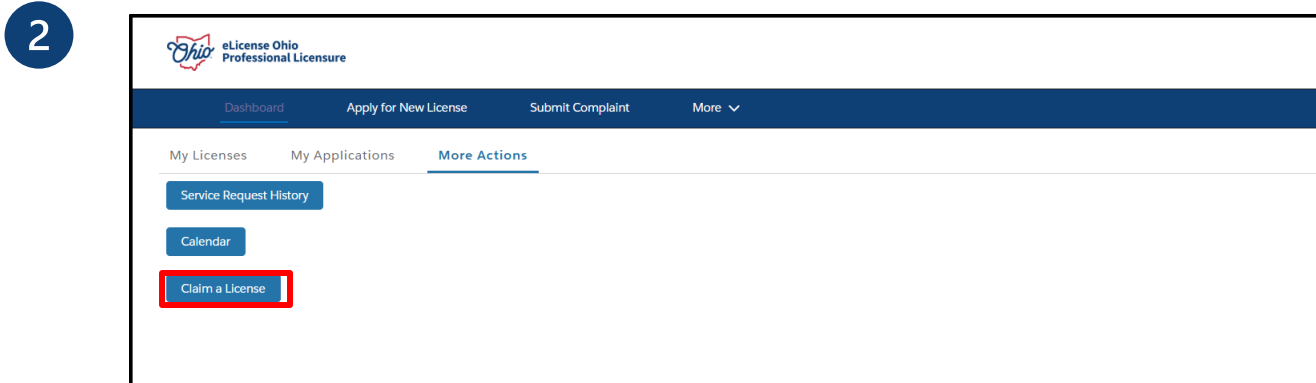 2
Ohio eLicense Ohio
Professional Licensure
Dashboard Apply for New License Submit Complaint More
My Licenses My Applications More Actions
Service Request History
Calendar
Claim a License